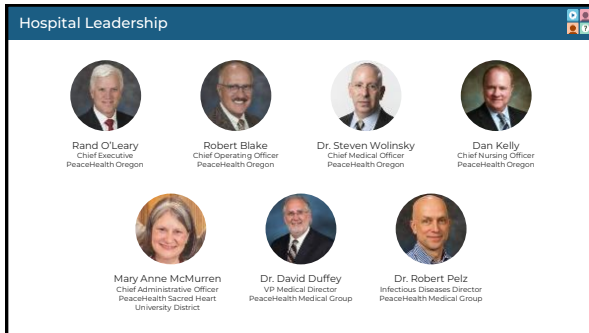 Hospital Leadership
Rand O'Leary
Chief Executive
PeaceHealth Oregon
Robert Blake
Chief Operating Officer
PeaceHealth Oregon
Dr. Steven Wolinsky
Chief Medical Officer
PeaceHealth Oregon
Dan Kelly
Chief Nursing Officer
PeaceHealth Oregon
Mary Anne McMurren
Chief Administrative Officer
PeaceHealth Sacred Heart
University District
Dr. David Duffey
VP Medical Director
PeaceHealth Medical Group
Dr. Robert Pelz
Infectious Diseases Director
PeaceHealth Medical Group